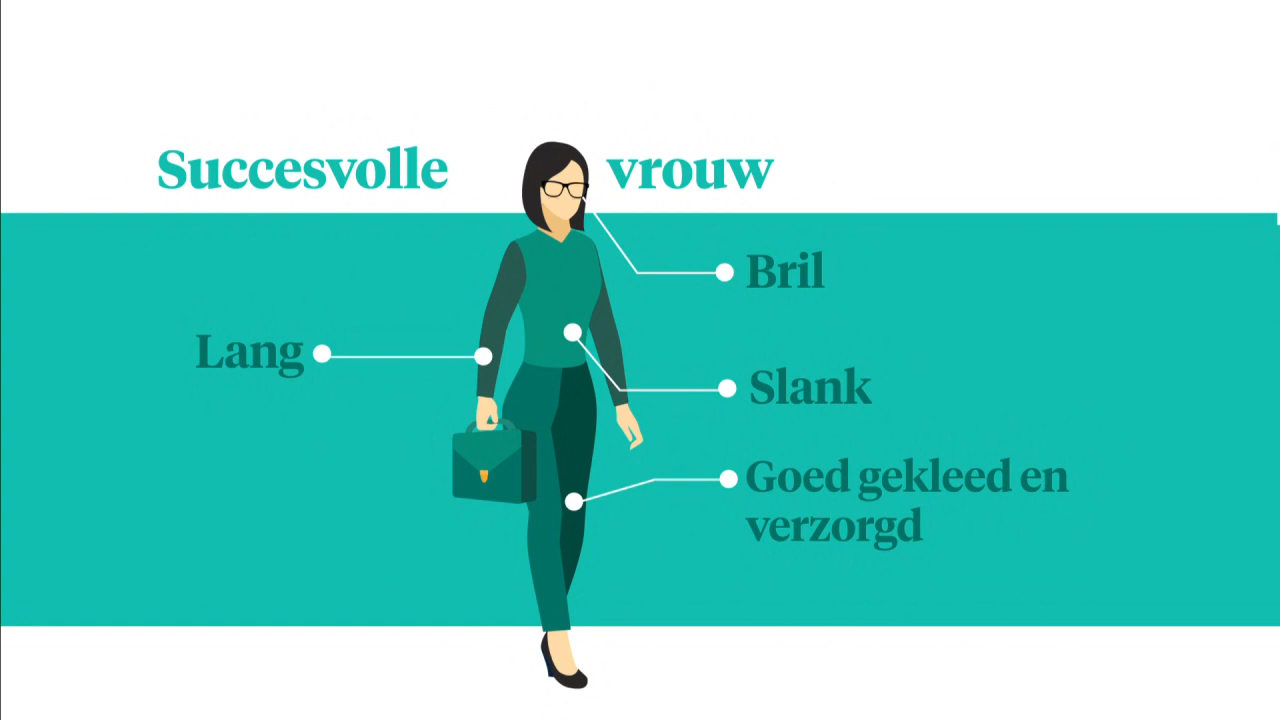 Succesvolle vrouw
Bril
Lang
Slank
Goed gekleed en
verzorgd